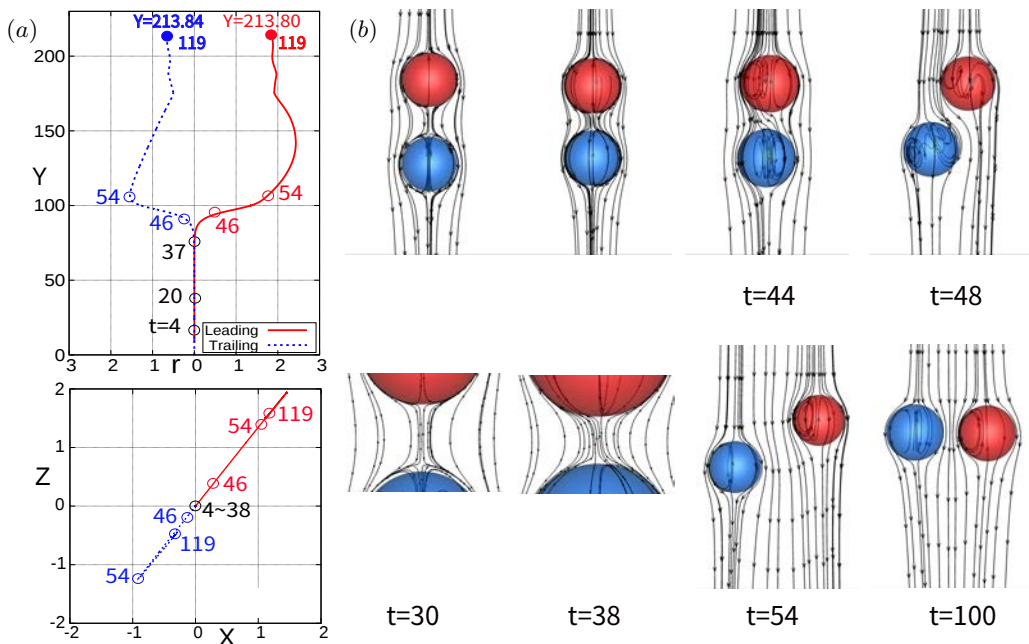 (a)
Y=213.84
Y=213.80
119
119
200
150
Y
100
50
0
54
54
46
46
37
20
t=4
Leading
Trailing
3 2 1 0 1 2 3
r
2
1
Z
0
-1
-2
54
119
46
4~38
46
119
54
-2 -1 0 1 2
X
(b)
t=44
t=48
t=30
t=38
t=54
t=100